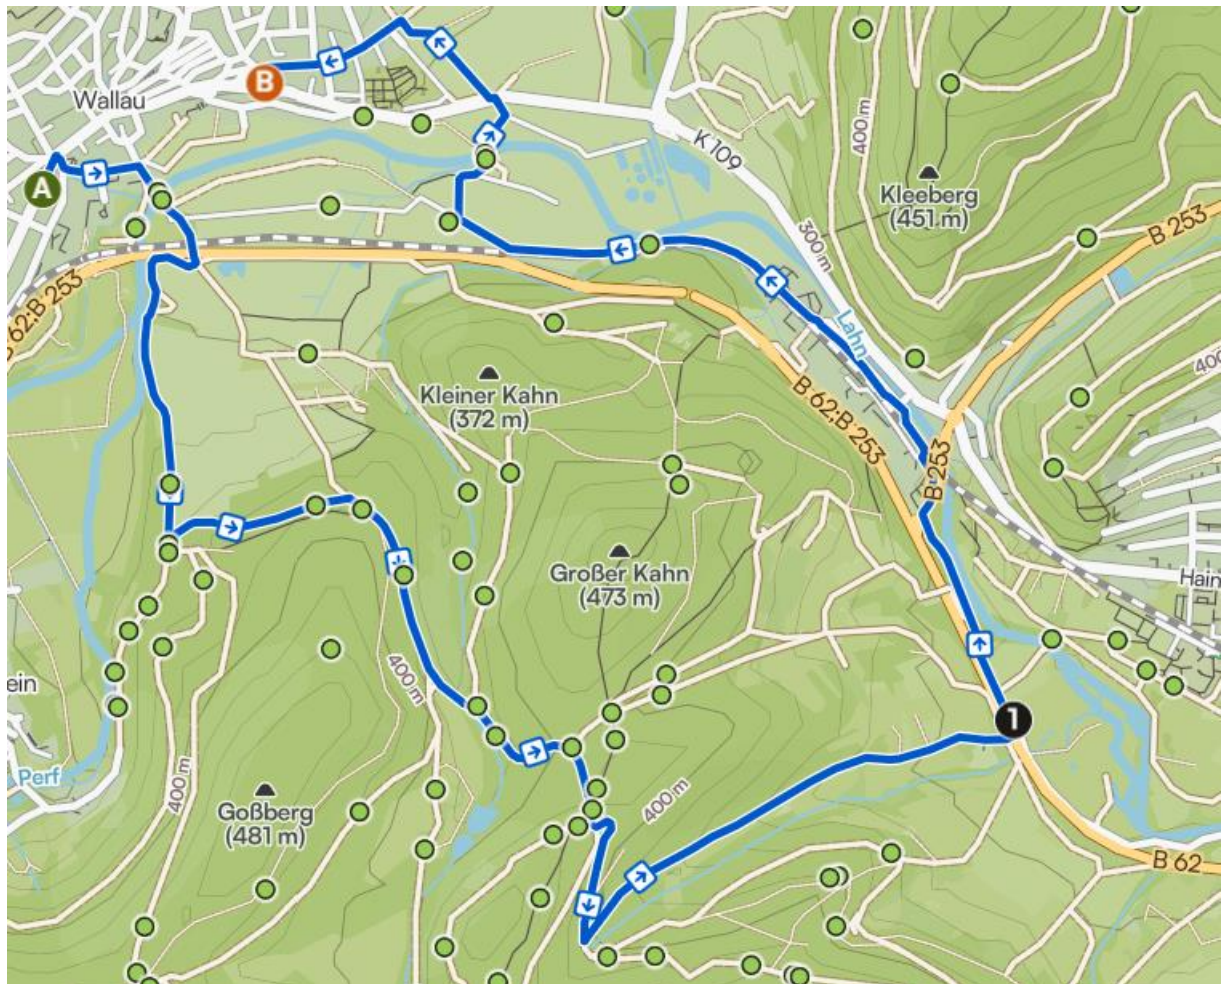 B
Wallau
K 109
400 m
Kleeberg
(451 m)
A
B 253
300 m
62;B 253
Lahn
400
Kleiner Kahn
(372 m)
B 62;B 253
B 253
Großer Kahn
(473 m)
Hain
400 m
ein
1
Perf
400 m
Goßberg
(481 m)
400 m
B 62